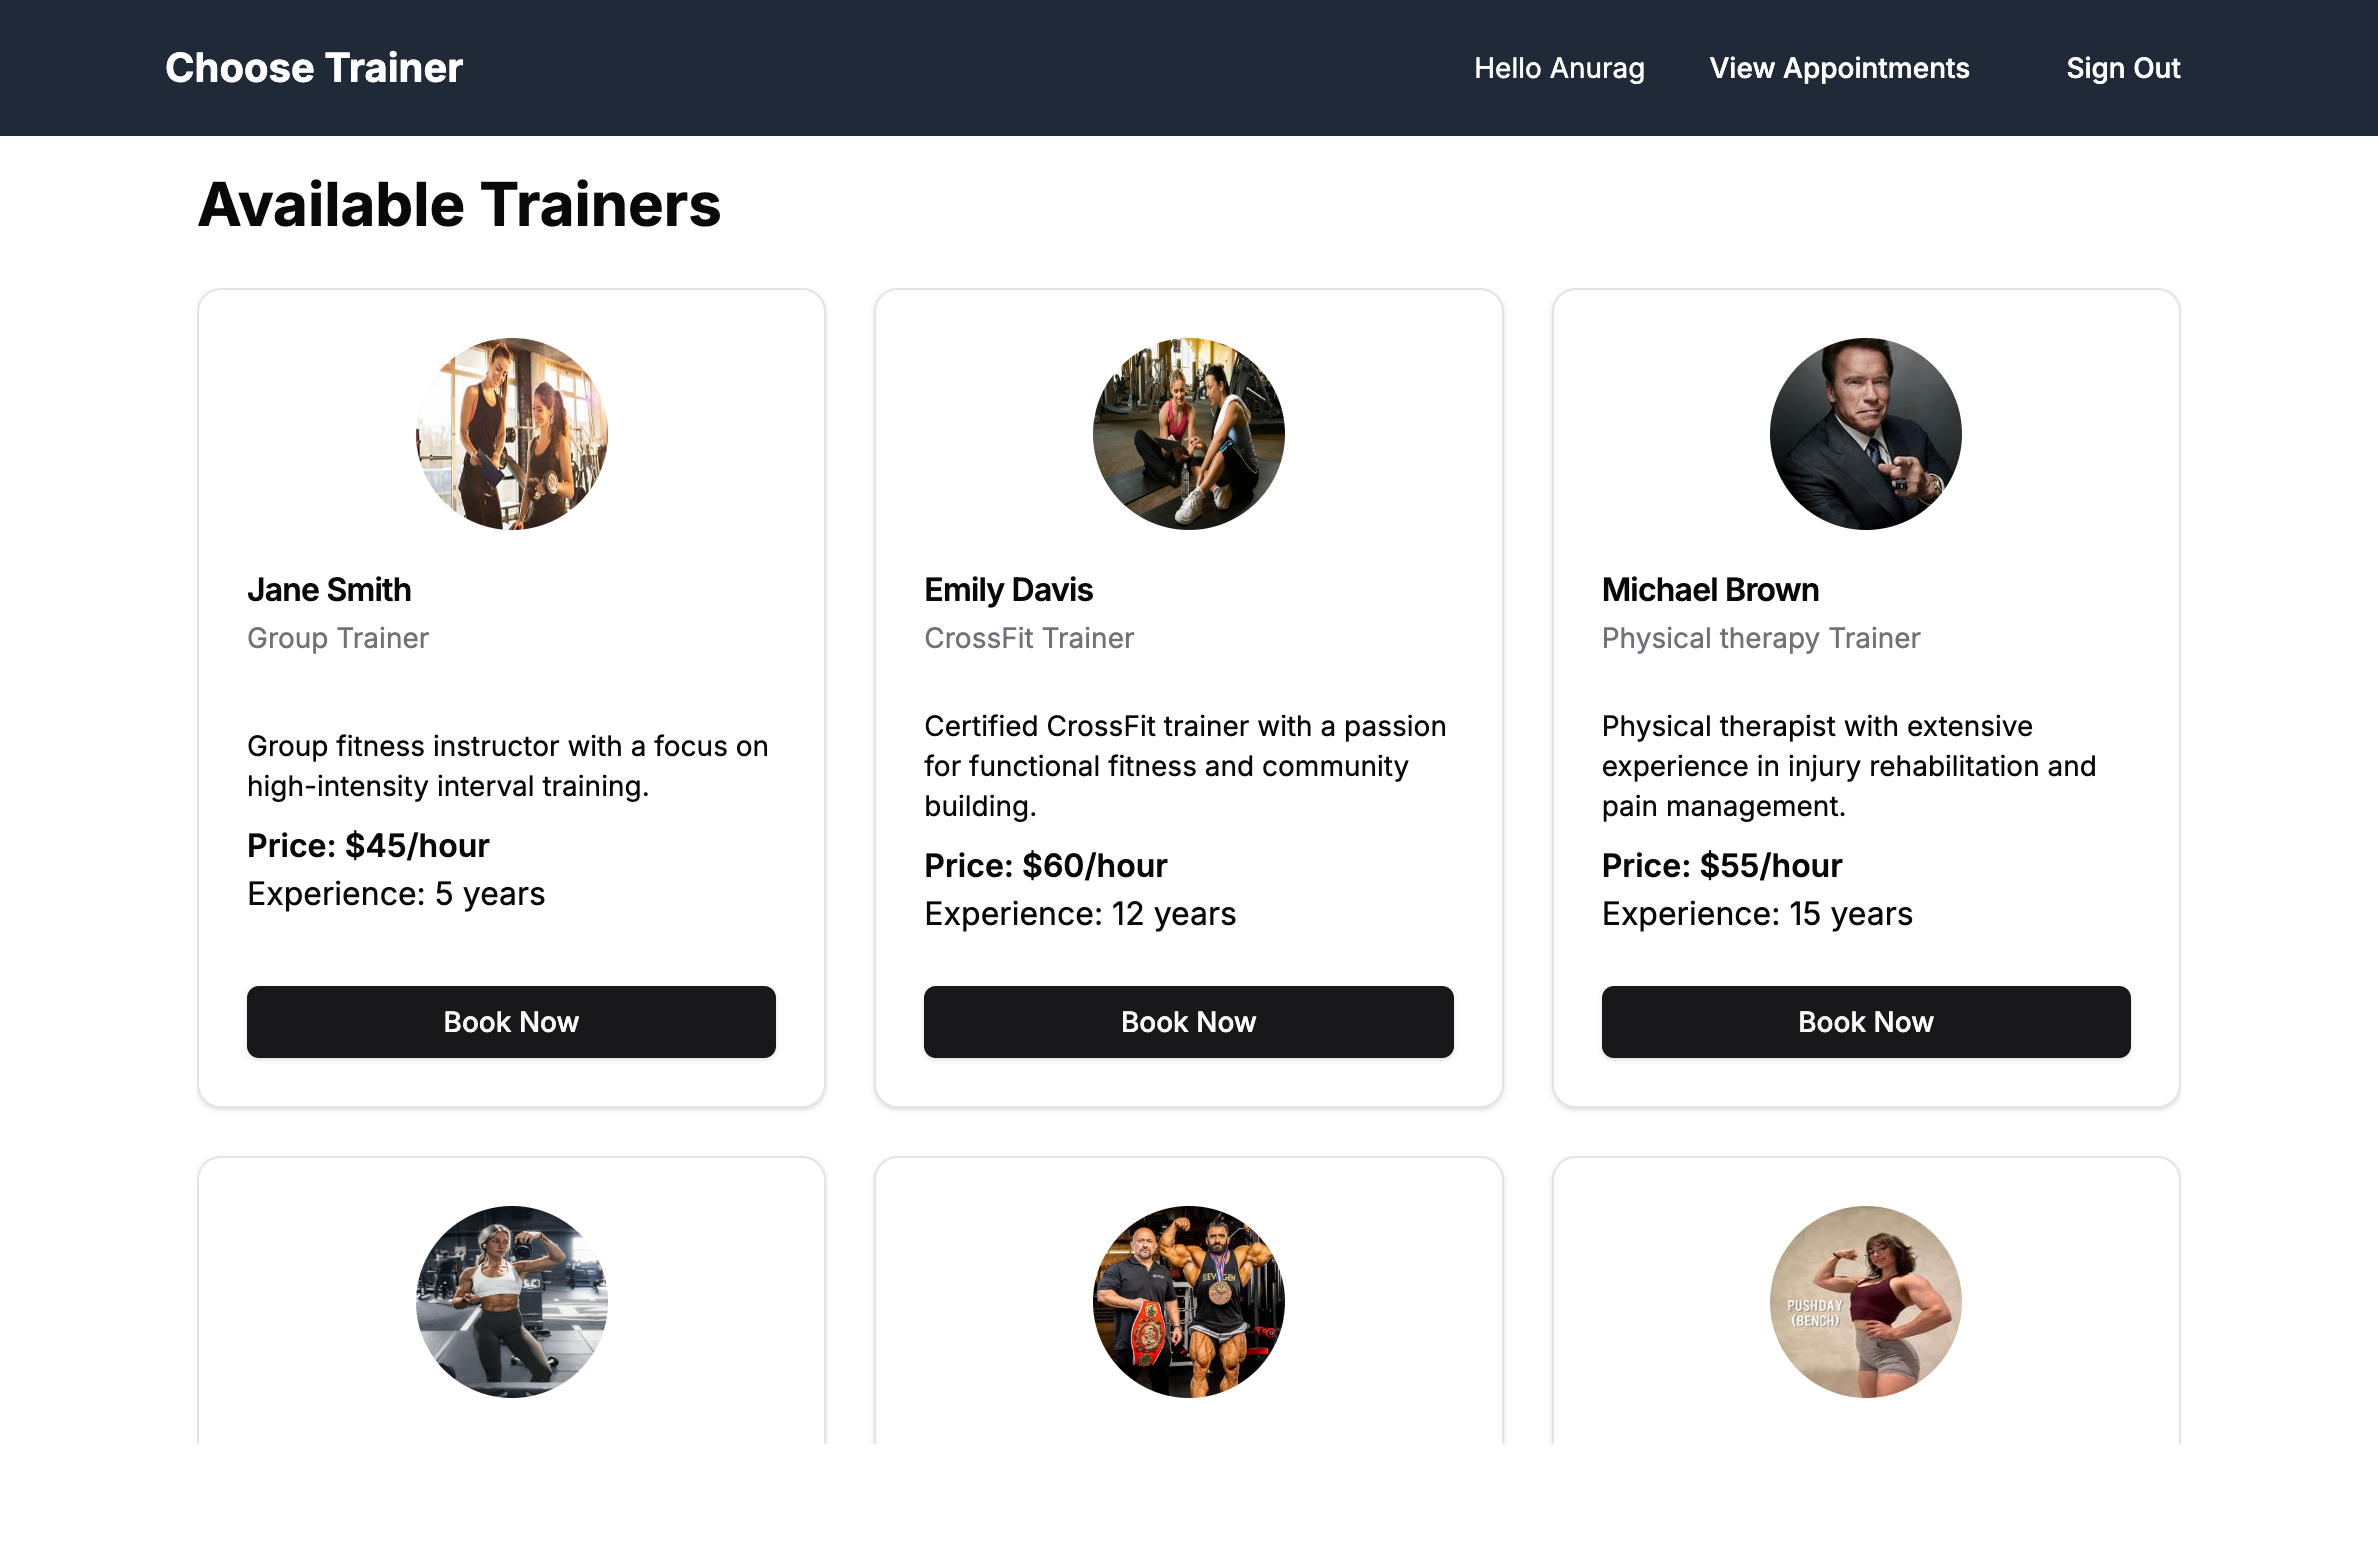 Choose Trainer
Hello Anurag
View Appointments
Sign Out
Available Trainers
Jane Smith
Group Trainer
Group fitness instructor with a focus on
high-intensity interval training.
Price: $45/hour
Experience: 5 years
Book Now
Emily Davis
CrossFit Trainer
Certified CrossFit trainer with a passion
for functional fitness and community
building.
Price: $60/hour
Experience: 12 years
Book Now
Michael Brown
Physical therapy Trainer
Physical therapist with extensive
experience in injury rehabilitation and
pain management.
Price: $55/hour
Experience: 15 years
Book Now
PUSHDAY
(BENCH)